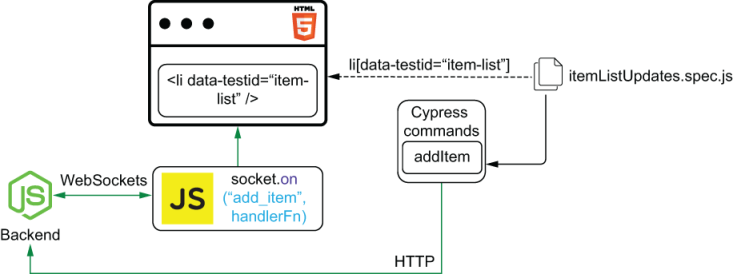 HTML
5
<li data-testid=“item-
list” />
li[data-testid=“item-list”]
itemListUpdates.spec.js
Cypress
commands
addItem
WebSockets
JS
socket.on
(“add_item”,
handlerFn)
JS
Backend
HTTP